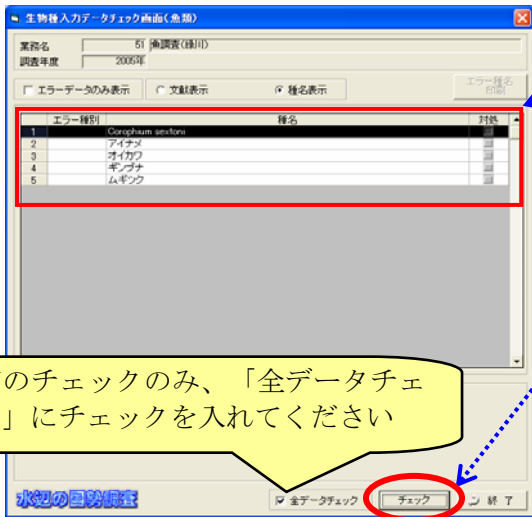 生物種入力データチェック画面(魚類)
業務名 51 魚調査(緑川)
調査年度 2005年
エラーデータのみ表示 文献表示 種名表示 エラー種名
印刷
エラー種別 種名 対処
1 Corophium sextoni
2 アイナメ
3 オイカワ
4 ギンブナ
5 ムギツク
のチェックのみ、「全データチェ
」にチェックを入れてください
水辺の国勢調査 全データチェック チェック 終 了